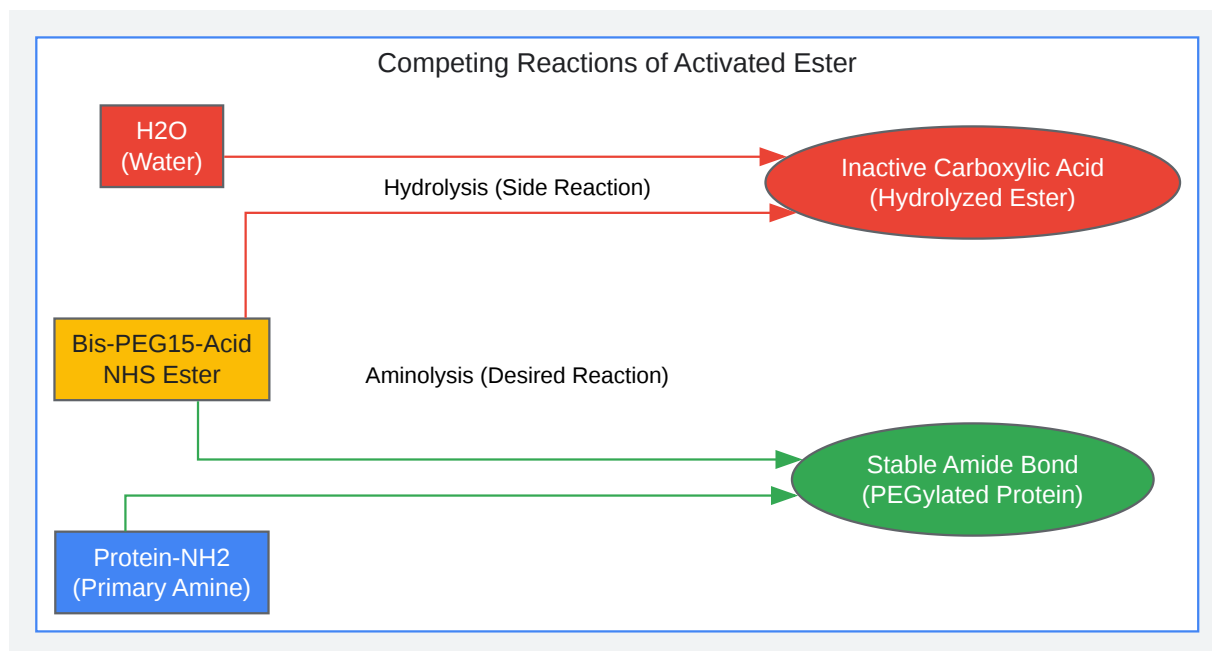 Competing Reactions of Activated Ester
H2O
(Water)
Inactive Carboxylic Acid
(Hydrolyzed Ester)
Hydrolysis (Side Reaction)
Bis-PEG15-Acid
NHS Ester
Aminolysis (Desired Reaction)
Stable Amide Bond
(PEGylated Protein)
Protein-NH2
(Primary Amine)